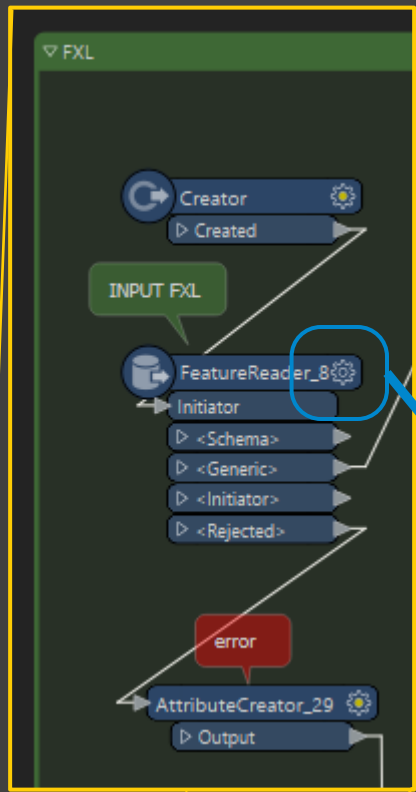 FXL
Creator
Created
INPUT FXL
FeatureReader_8
Initiator
<Schema>
<Generic>
<Initiator>
<Rejected>
error
AttributeCreator_29
Output